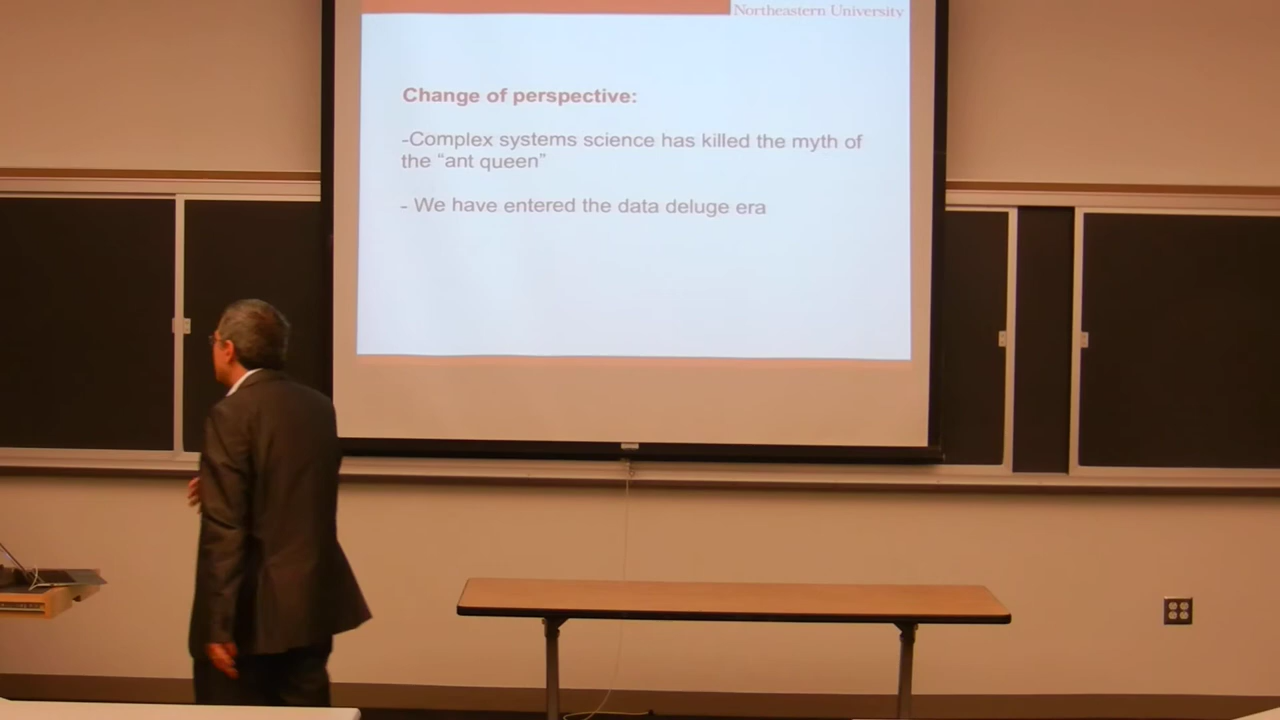 Northeastern University
Change of perspective:
-Complex systems science has killed the myth of
the “ant queen”
- We have entered the data deluge era